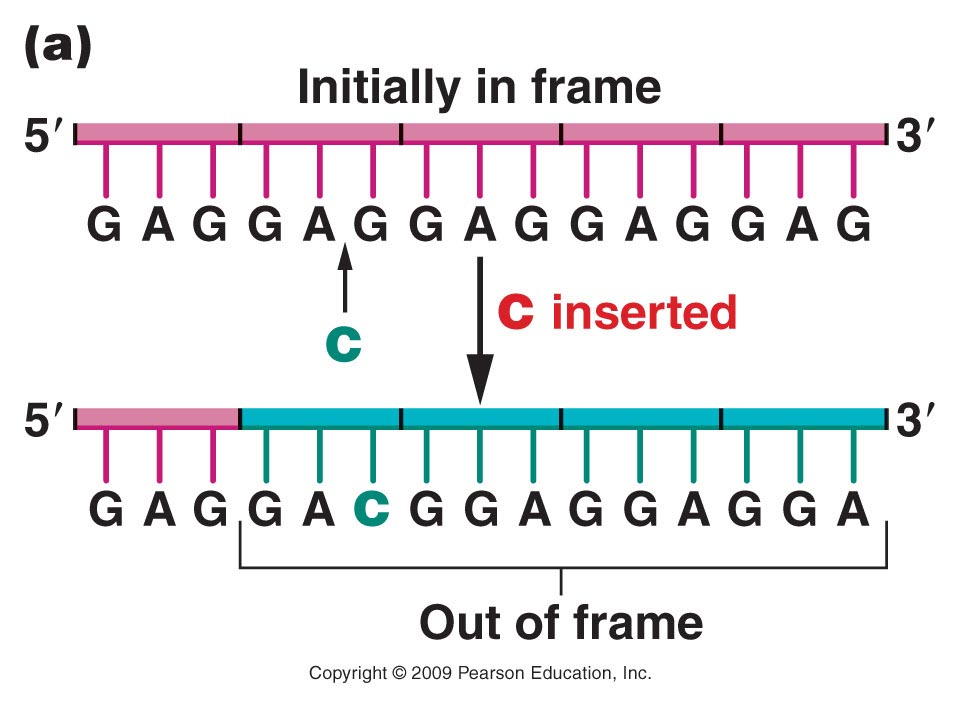 (a)
Initially in frame
5′ 3′
G A G G A G G A G G A G G A G
C inserted
C
5′ 3′
G A G G A C G G A G G A G G A
Out of frame
Copyright © 2009 Pearson Education, Inc.